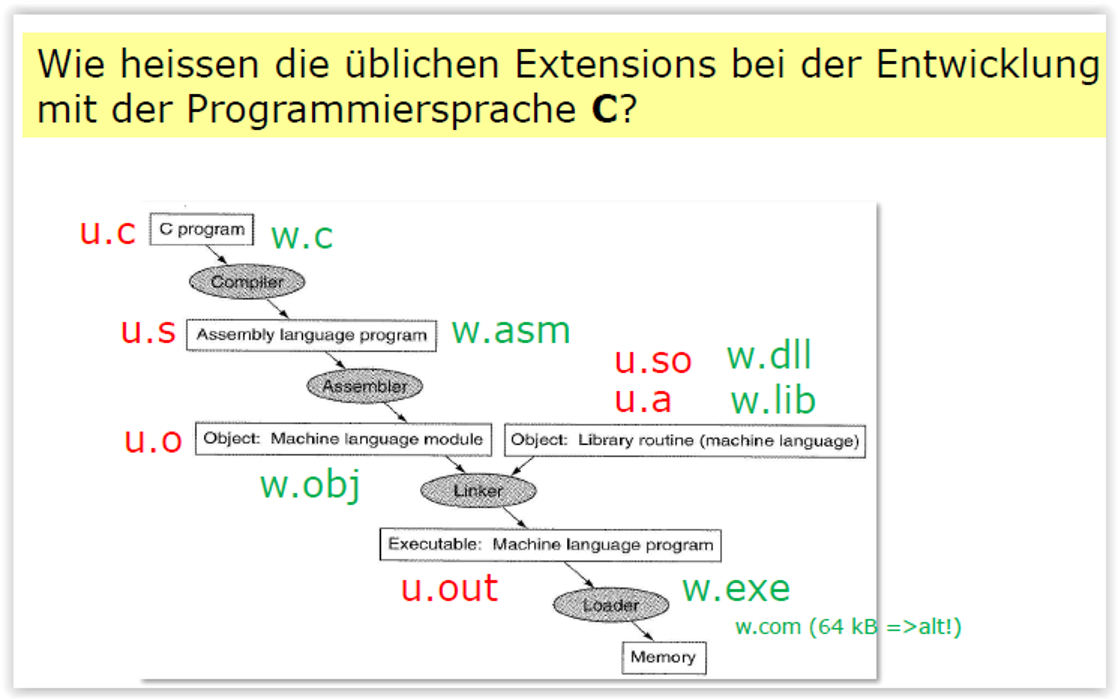 Wie heissen die üblichen Extensions bei der Entwicklung
mit der Programmiersprache C?
u.c C program w.c
Compiler
u.s Assembly language program w.asm
u.so w.dll
Assembler
u.a w.lib
u.o Object: Machine language module Object: Library routine (machine language)
w.obj Linker
Executable: Machine language program
u.out Loader w.exe
w.com (64 kB =>alt!)
Memory